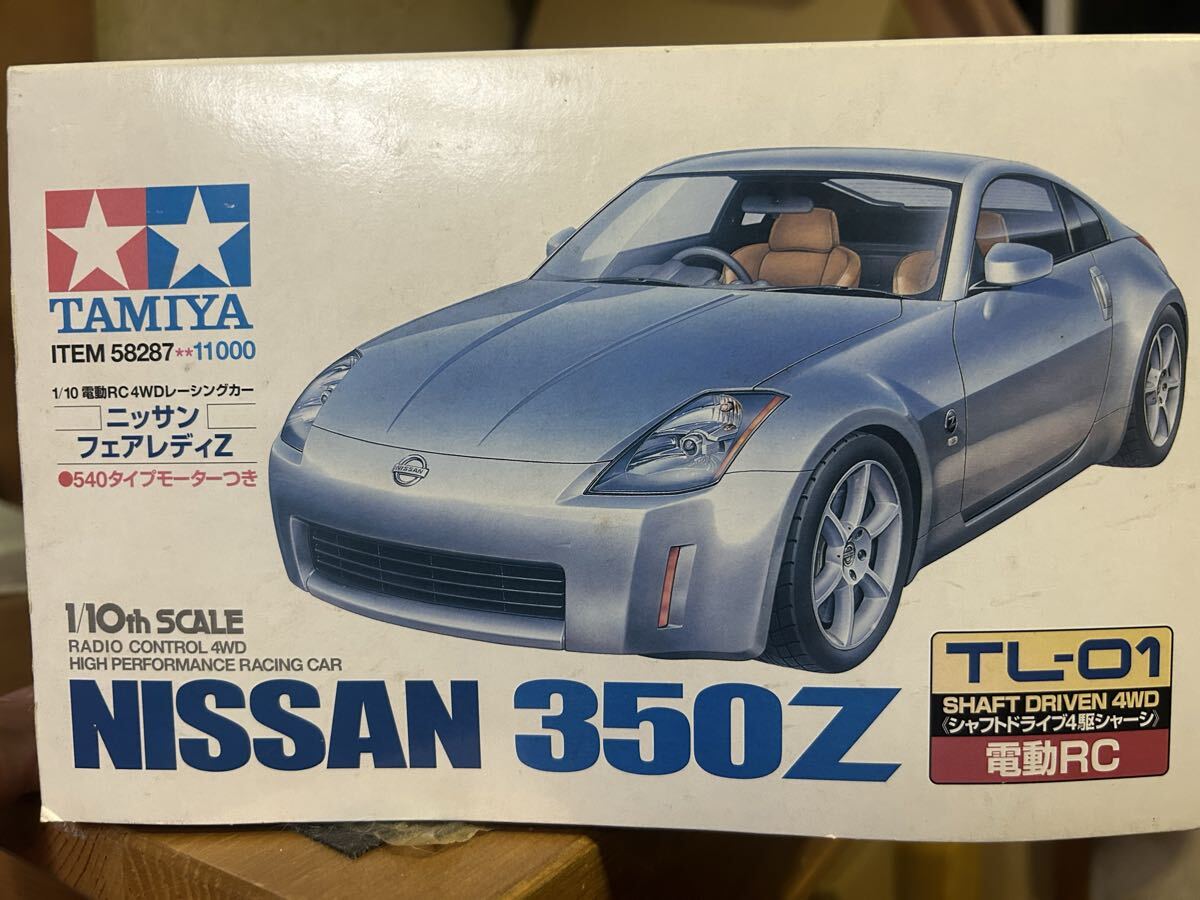 TAMIYA
ITEM 58287**11000
1/10 電動RC4WDレーシングカー
ニッサン
フェアレディZ
●540タイプモーターつき
1/10th SCALE
RADIO CONTROL 4WD
HIGH PERFORMANCE RACING CAR
NISSAN 350Z
NISSAN
Z
TL-01
SHAFT DRIVEN 4WD
《シャフトドライブ4駆シャーシ》
電動RC